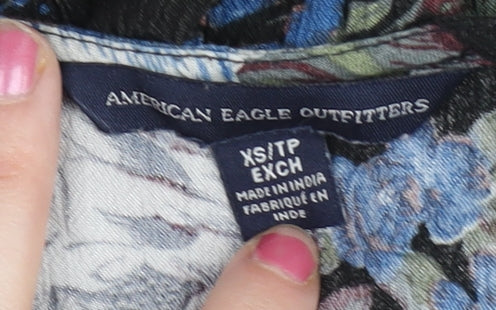 AMERICAN EAGLE OUTFITTERS
XS/TP
EXCH
MADE IN INDIA
FABRIQUÉ EN
INDE